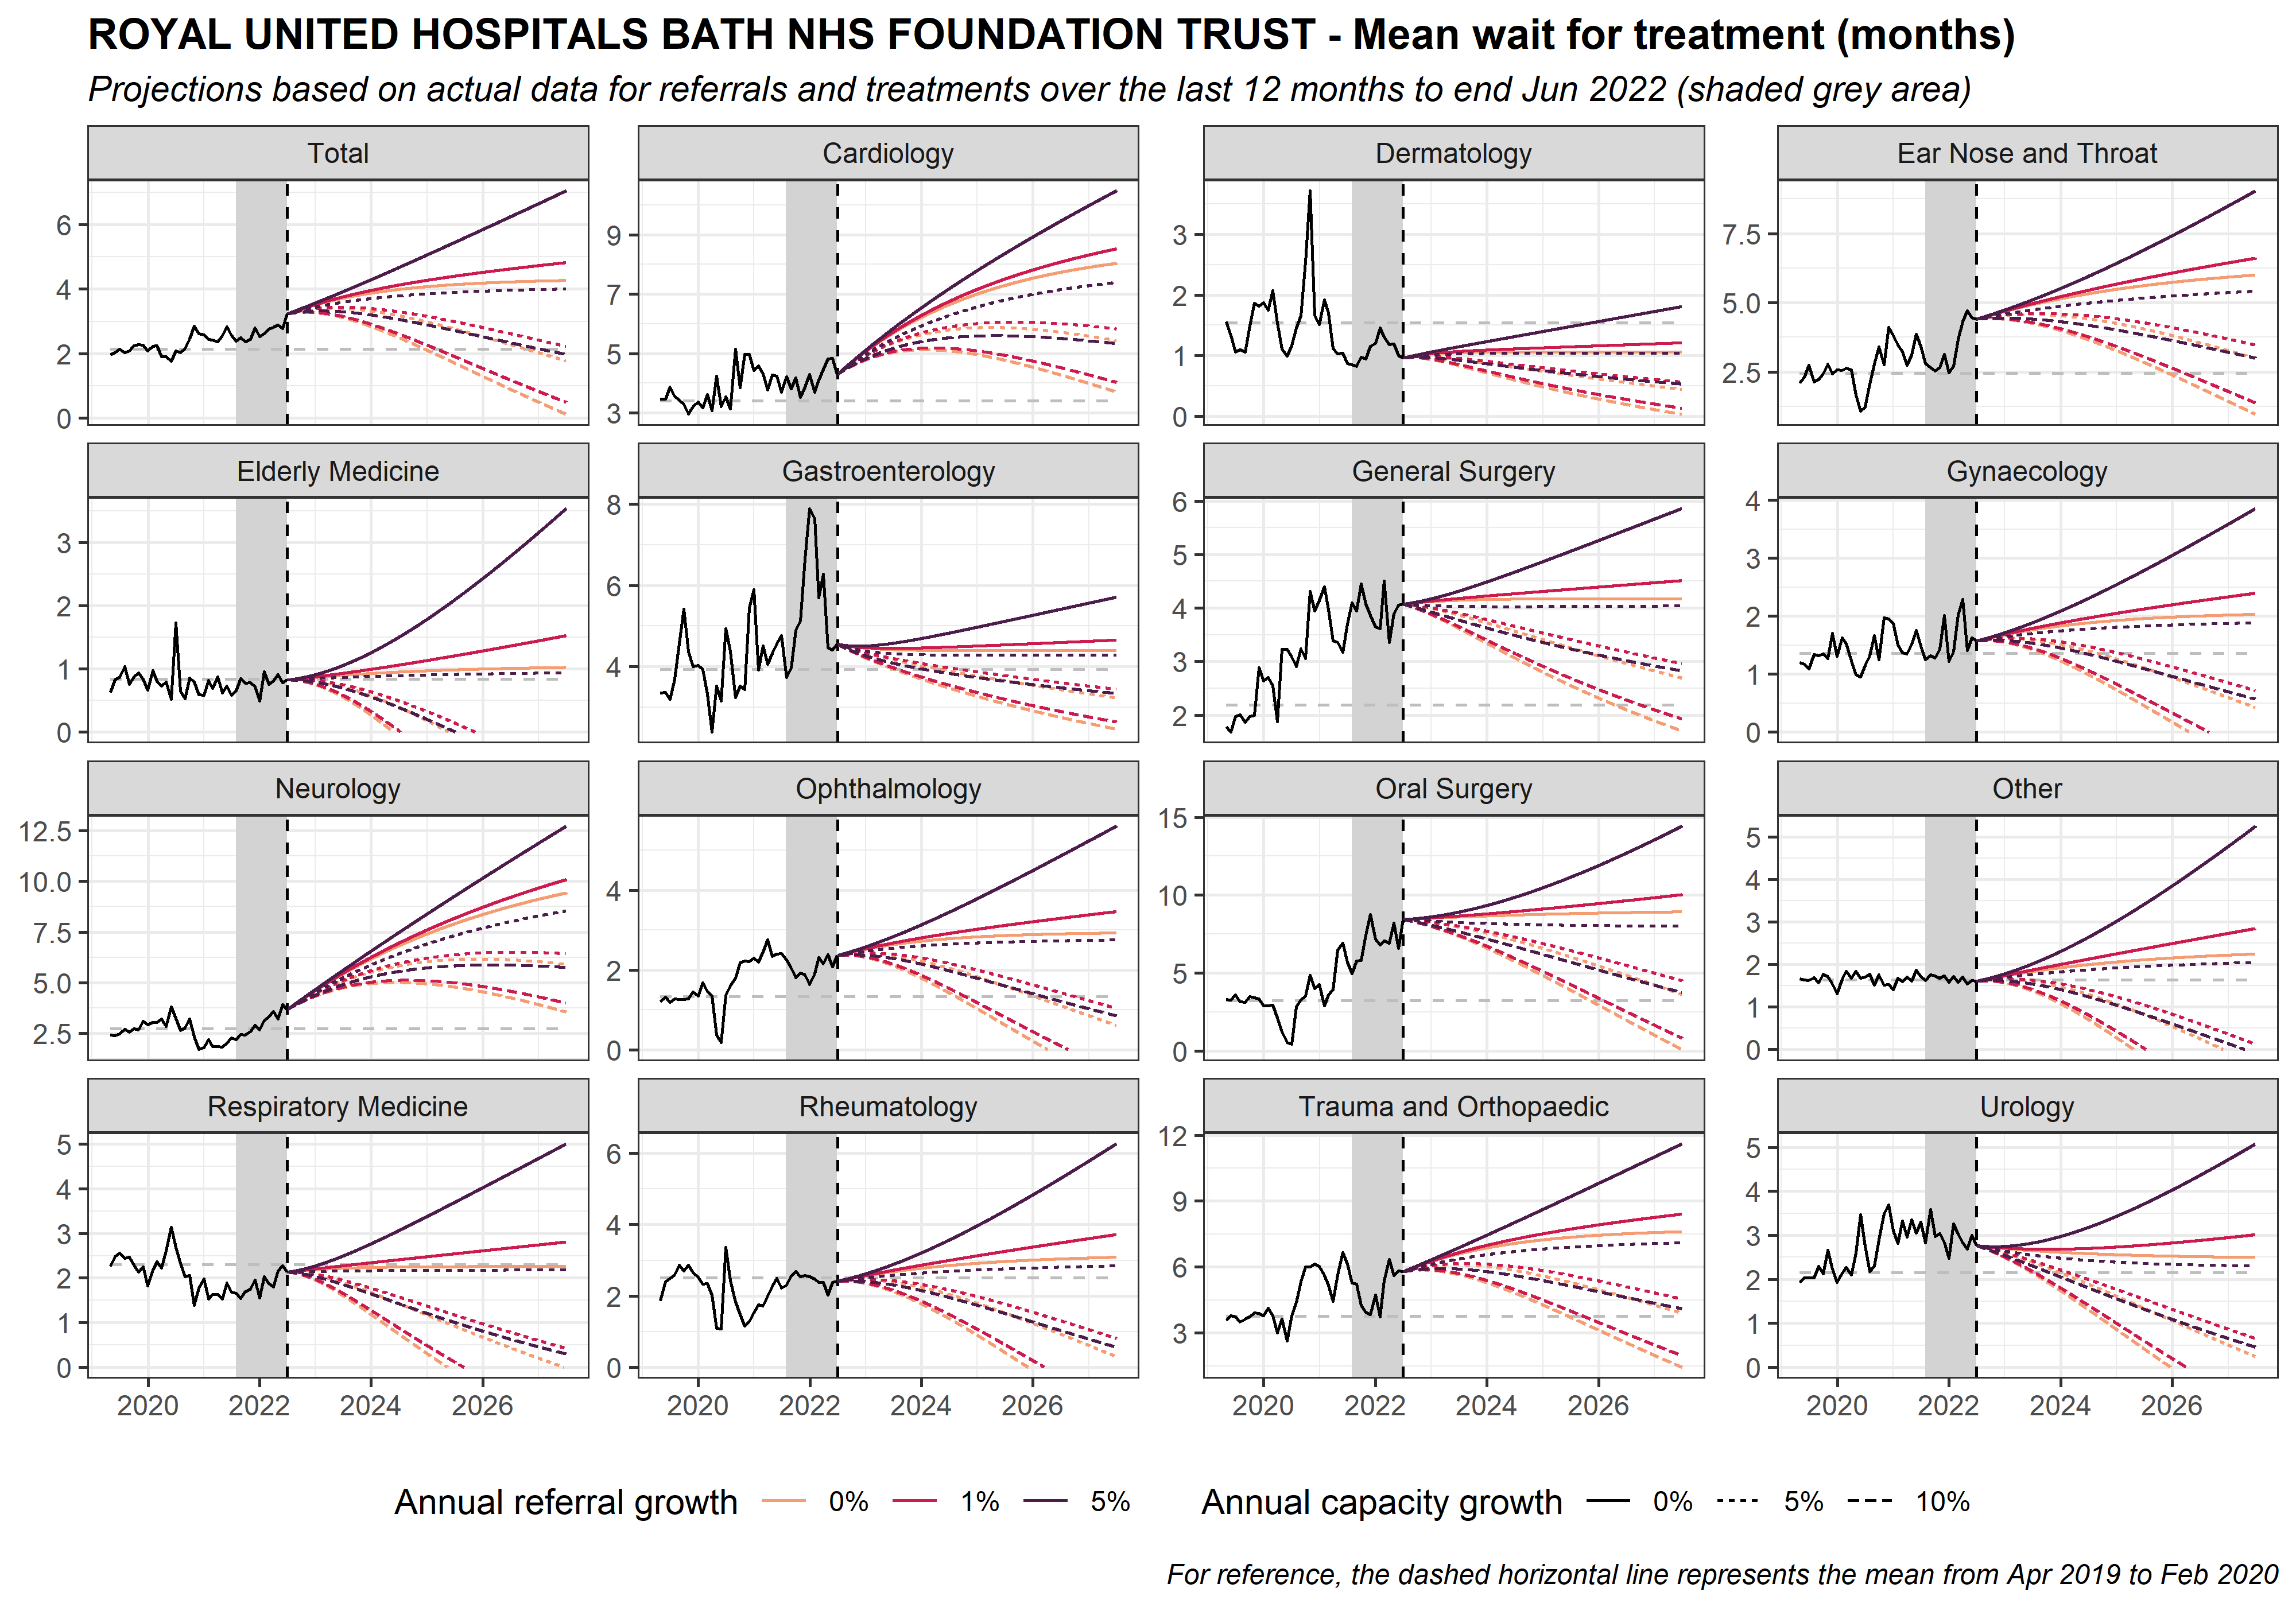 ROYAL UNITED HOSPITALS BATH NHS FOUNDATION TRUST - Mean wait for treatment (months)
Projections based on actual data for referrals and treatments over the last 12 months to end Jun 2022 (shaded grey area)
Total Cardiology Dermatology Ear Nose and Throat
6 4 2 0
9 7 5 3
3 2 1 0
7.5 5.0 2.5
Elderly Medicine Gastroenterology General Surgery Gynaecology
3 2 1 0
8 6 4
6 5 4 3 2
4 3 2 1 0
Neurology Ophthalmology Oral Surgery Other
12.5 10.0 7.5 5.0 2.5
4 2 0
15 10 5 0
5 4 3 2 1 0
Respiratory Medicine Rheumatology Trauma and Orthopaedic Urology
5 4 3 2 1 0
6 4 2 0
12 9 6 3
5 4 3 2 1 0
2020 2022 2024 2026 2020 2022 2024 2026 2020 2022 2024 2026 2020 2022 2024 2026
Annual referral growth 0% 1% 5% Annual capacity growth 0% 5% 10%
For reference, the dashed horizontal line represents the mean from Apr 2019 to Feb 2020